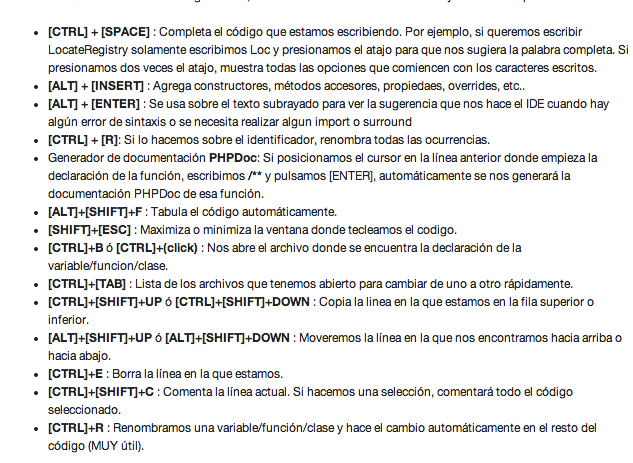 [CTRL] + [SPACE] : Completa el código que estamos escribiendo. Por ejemplo, si queremos escribir
LocateRegistry solamente escribimos Loc y presionamos el atajo para que nos sugiera la palabra completa. Si
presionamos dos veces el atajo, muestra todas las opciones que comiencen con los caracteres escritos.
[ALT] + [INSERT] : Agrega constructores, métodos accesores, propiedaes, overrides, etc..
[ALT] + [ENTER] : Se usa sobre el texto subrayado para ver la sugerencia que nos hace el IDE cuando hay
algún error de sintaxis o se necesita realizar algun import o surround
[CTRL] + [R]: Si lo hacemos sobre el identificador, renombra todas las ocurrencias.
Generador de documentación PHPDoc: Si posicionamos el cursor en la línea anterior donde empieza la
declaración de la función, escribimos /** y pulsamos [ENTER], automáticamente se nos generará la
documentación PHPDoc de esa función.
[ALT]+[SHIFT]+F : Tabula el código automáticamente.
[SHIFT]+[ESC] : Maximiza o minimiza la ventana donde tecleamos el codigo.
[CTRL]+B ó [CTRL]+(click) : Nos abre el archivo donde se encuentra la declaración de la
variable/funcion/clase.
[CTRL]+[TAB] : Lista de los archivos que tenemos abierto para cambiar de uno a otro rápidamente.
[CTRL]+[SHIFT]+UP ó [CTRL]+[SHIFT]+DOWN : Copia la linea en la que estamos en la fila superior o
inferior.
[ALT]+[SHIFT]+UP ó [ALT]+[SHIFT]+DOWN : Moveremos la línea en la que nos encontramos hacia arriba o
hacia abajo.
[CTRL]+E : Borra la línea en la que estamos.
[CTRL]+[SHIFT]+C : Comenta la línea actual. Si hacemos una selección, comentará todo el código
seleccionado.
[CTRL]+R : Renombramos una variable/función/clase y hace el cambio automáticamente en el resto del
código (MUY útil).